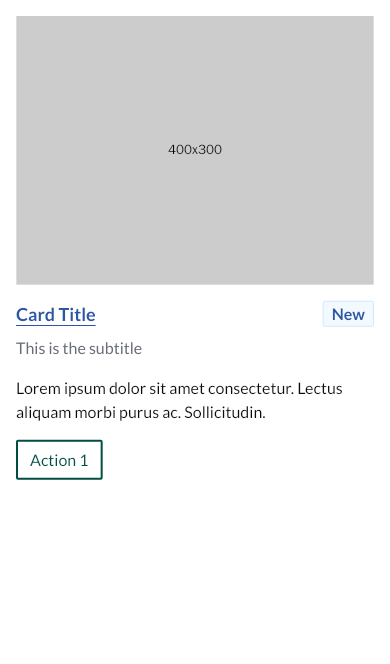 400x300
Card Title
New
This is the subtitle
Lorem ipsum dolor sit amet consectetur. Lectus
aliquam morbi purus ac. Sollicitudin.
Action 1